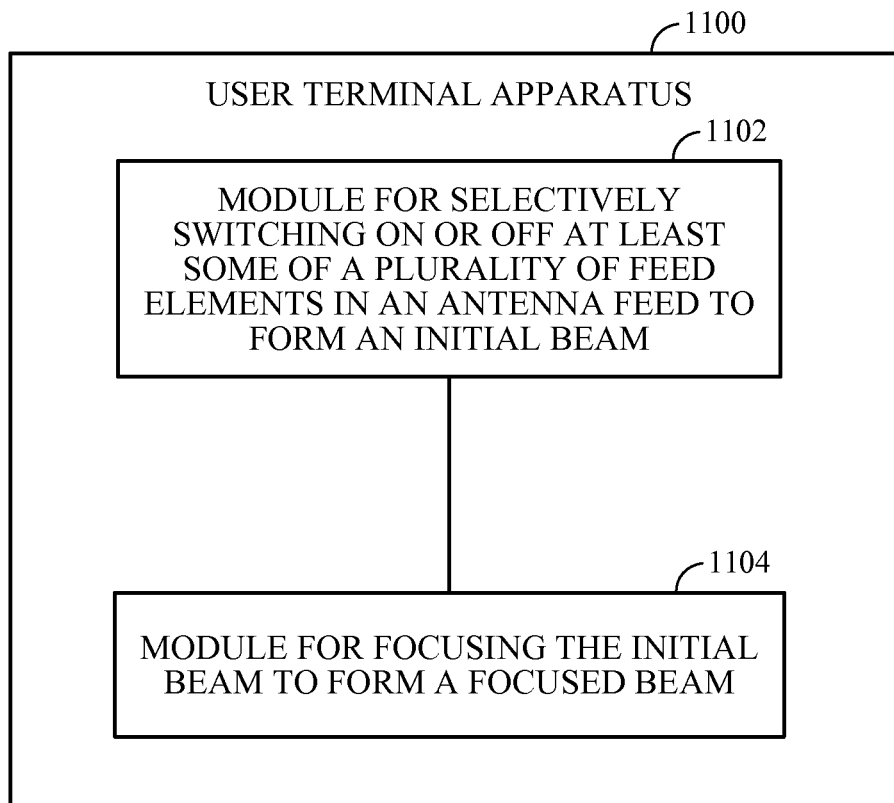 1100
USER TERMINAL APPARATUS
1102
MODULE FOR SELECTIVELY
SWITCHING ON OR OFF AT LEAST
SOME OF A PLURALITY OF FEED
ELEMENTS IN AN ANTENNA FEED TO
FORM AN INITIAL BEAM
1104
MODULE FOR FOCUSING THE INITIAL
BEAM TO FORM A FOCUSED BEAM